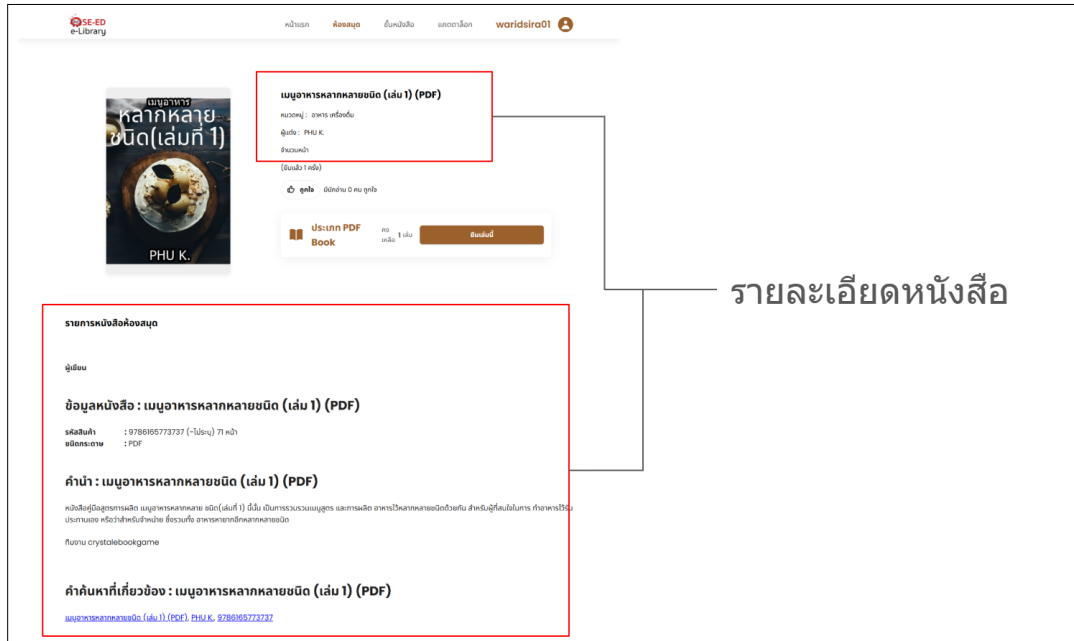 SE-ED
e-Library
หน้าแรก ห้องสมุด ชั้นหนังสือ แคตตาล็อก waridsira01
เมนูอาหาร
หลากหลาย
ชนิด(เล่มที่ 1)
PHU K.
เมนูอาหารหลากหลายชนิด (เล่ม 1) (PDF)
หมวดหมู่ : อาหาร เครื่องดื่ม
ผู้แต่ง : PHU K.
จำนวนหน้า
(ยืมแล้ว 1 ครั้ง)
ถูกใจ มีนักอ่าน 0 คน ถูกใจ
ประเภท PDF Book
คงเหลือ 1 เล่ม
ยืมเล่มนี้
รายละเอียดหนังสือ
รายการหนังสือห้องสมุด
ผู้เขียน
ข้อมูลหนังสือ : เมนูอาหารหลากหลายชนิด (เล่ม 1) (PDF)
รหัสสินค้า : 9786165773737 (-ไม่ระบุ) 71 หน้า
ชนิดกระดาษ : PDF
คำนำ : เมนูอาหารหลากหลายชนิด (เล่ม 1) (PDF)
หนังสือคู่มือสูตรการผลิต เมนูอาหารหลากหลาย ชนิด(เล่มที่ 1) นี้นั้น เป็นการรวบรวมเมนูสูตร และการผลิต อาหารไว้หลากหลายชนิดด้วยกัน สำหรับผู้ที่สนใจในการ ทำอาหารไว้รับ
ประทานเอง หรือว่าสำหรับจำหน่าย ซึ่งรวมทั้ง อาหารหายากอีกหลากหลายชนิด
ทีมงาน crystalebookgame
คำค้นหาที่เกี่ยวข้อง : เมนูอาหารหลากหลายชนิด (เล่ม 1) (PDF)
เมนูอาหารหลากหลายชนิด (เล่ม 1) (PDF), PHU K., 9786165773737